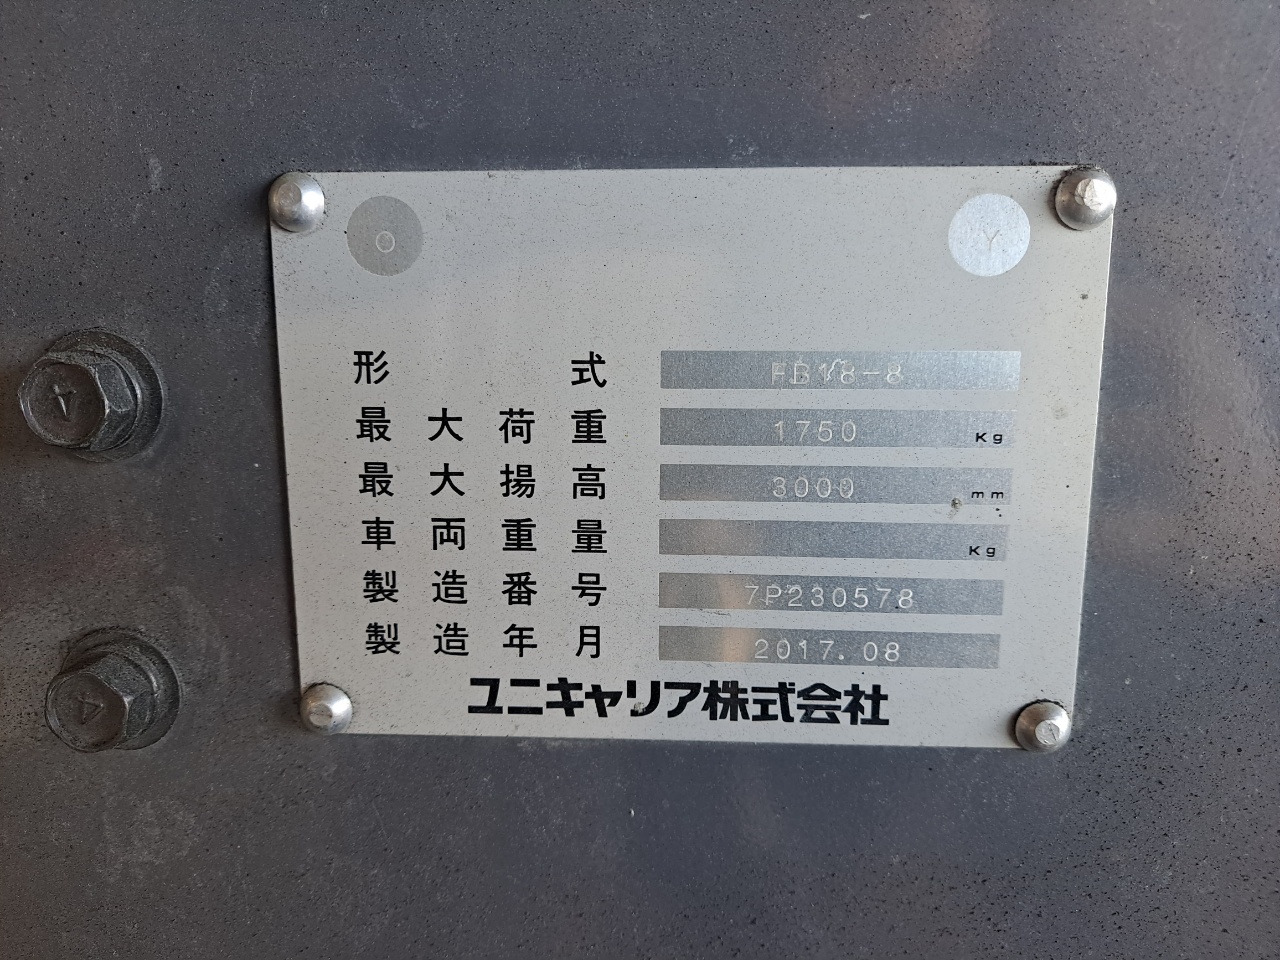 O Y
形式 FB18-8
最大荷重 1750 Kg
最大揚高 3000 mm
車両重量 Kg
製造番号 7P230578
製造年月 2017.08
ユニキャリア株式会社